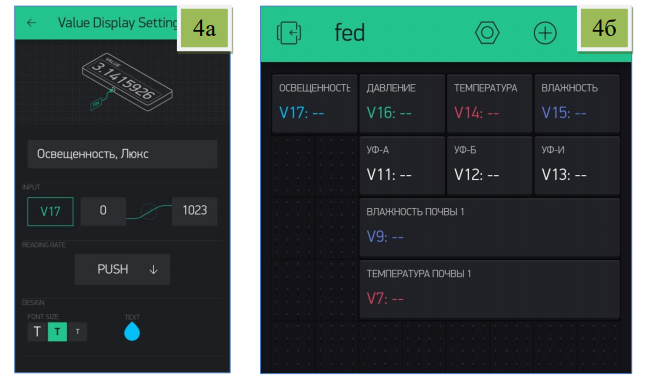 Value Display Setting
4а
VALUE
3.1415926
PIN
Освещенность, Люкс
INPUT
V17
0
1023
READING RATE
PUSH ↓
DESIGN
FONT SIZE
TEXT
T T T
fed
4б
ОСВЕЩЕННОСТЬ
ДАВЛЕНИЕ
ТЕМПЕРАТУРА
ВЛАЖНОСТЬ
V17: --
V16: --
V14: --
V15: --
УФ-А
УФ-Б
УФ-И
V11: --
V12: --
V13: --
ВЛАЖНОСТЬ ПОЧВЫ 1
V9: --
ТЕМПЕРАТУРА ПОЧВЫ 1
V7: --